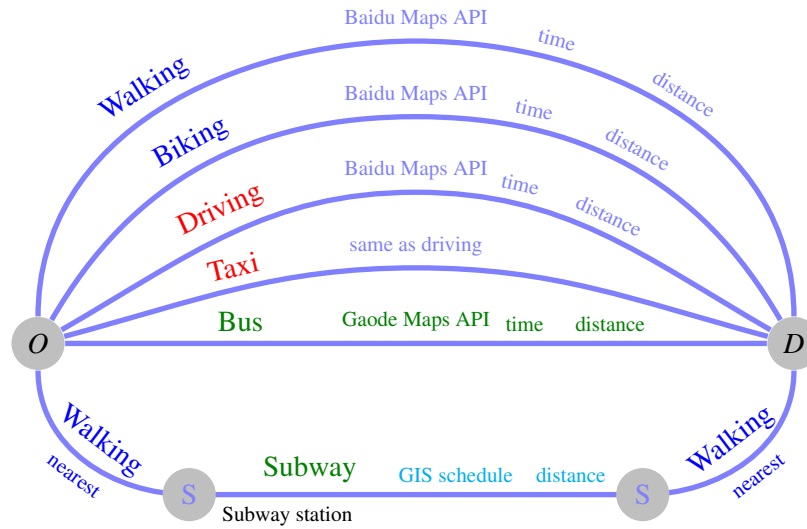 Baidu Maps API time distance
Walking
Baidu Maps API time distance
Biking
Baidu Maps API time distance
Driving
same as driving
Taxi
Bus Gaode Maps API time distance
O D
Walking Walking
nearest nearest
Subway GIS schedule distance
S S
Subway station